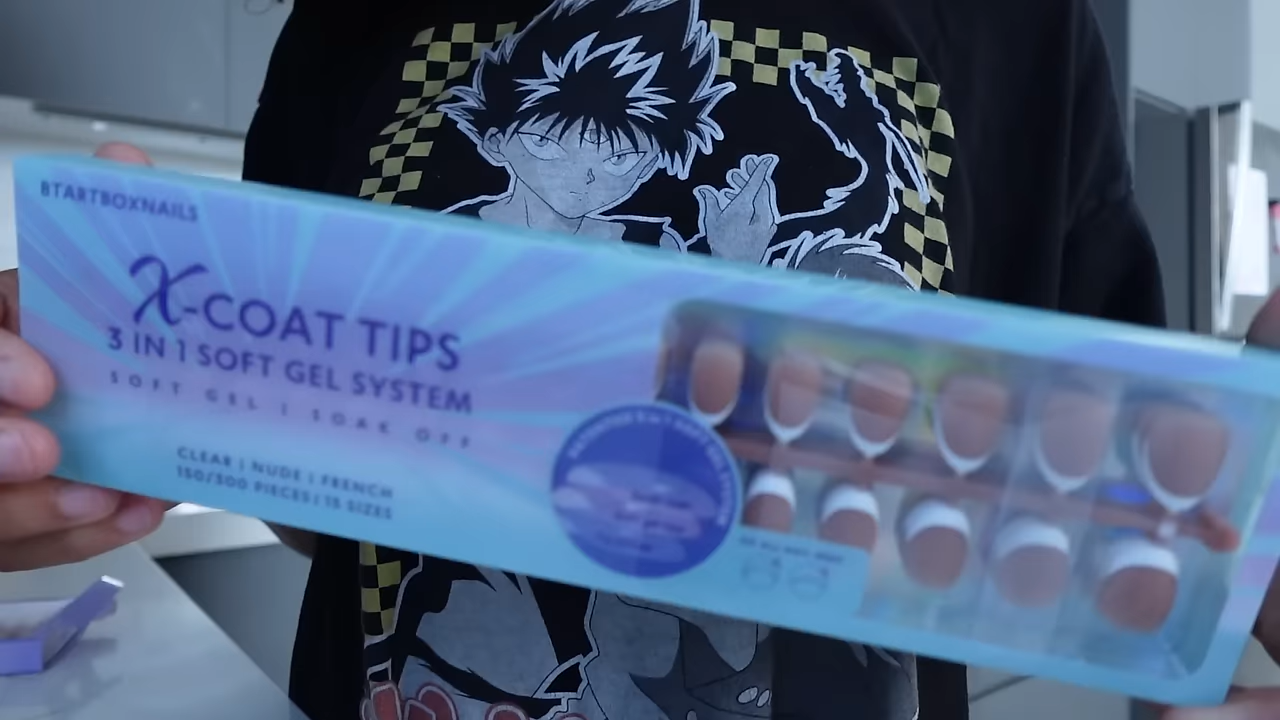 BTARTBOXNAILS
X-COAT TIPS
3 IN 1 SOFT GEL SYSTEM
SOFT GEL | SOAK OFF
CLEAR | NUDE | FRENCH
150/300 PIECES | 15 SIZES